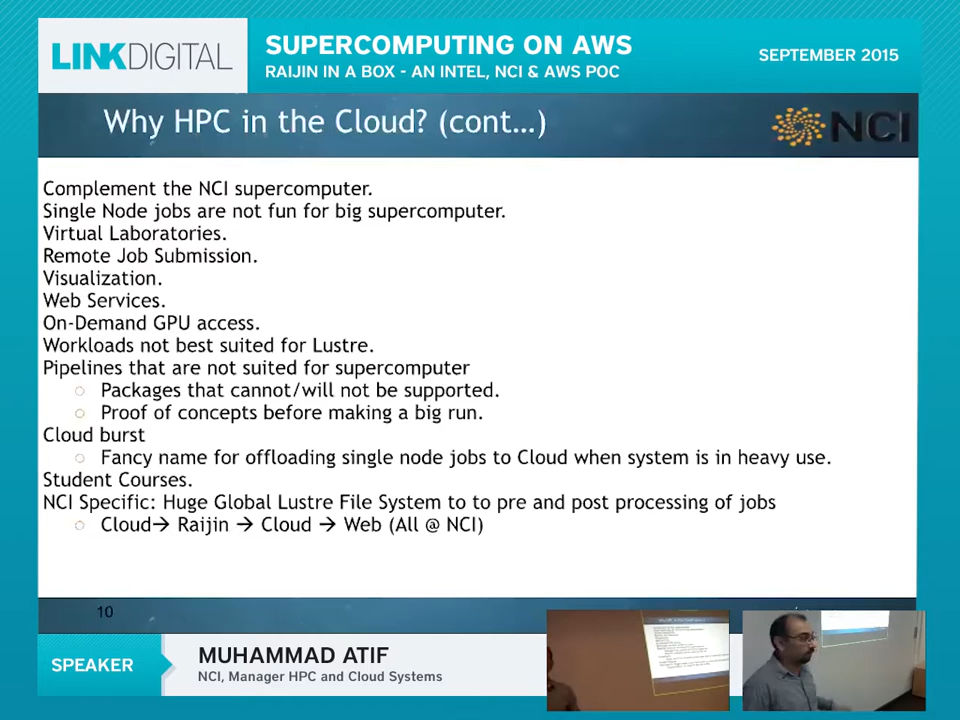 LINKDIGITAL
SUPERCOMPUTING ON AWS
RAIJIN IN A BOX - AN INTEL, NCI & AWS POC
SEPTEMBER 2015
Why HPC in the Cloud? (cont…)
NCI
Complement the NCI supercomputer.
Single Node jobs are not fun for big supercomputer.
Virtual Laboratories.
Remote Job Submission.
Visualization.
Web Services.
On-Demand GPU access.
Workloads not best suited for Lustre.
Pipelines that are not suited for supercomputer
○ Packages that cannot/will not be supported.
○ Proof of concepts before making a big run.
Cloud burst
○ Fancy name for offloading single node jobs to Cloud when system is in heavy use.
Student Courses.
NCI Specific: Huge Global Lustre File System to to pre and post processing of jobs
○ Cloud→ Raijin → Cloud → Web (All @ NCI)
10
SPEAKER
MUHAMMAD ATIF
NCI, Manager HPC and Cloud Systems